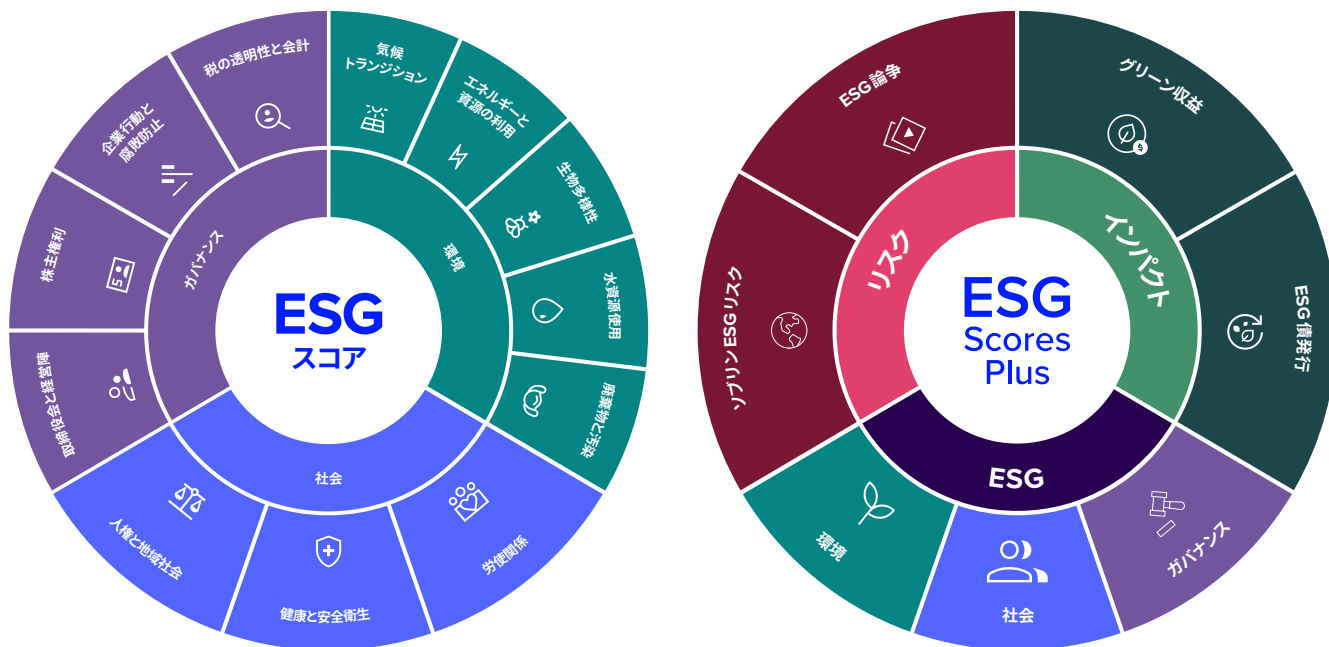 税の透明性と会計
気候
トランジション
エネルギーと
資源の利用
生物多様性
水資源使用
廃棄物と汚染
労使関係
健康と安全衛生
人権と地域社会
取締役会と経営陣
株主権利
企業行動と
腐敗防止
ガバナンス
環境
社会
ESG
スコア
ESG 論争
グリーン収益
ESG 債発行
ガバナンス
社会
環境
ソブリン ESG リスク
リスク
インパクト
ESG
ESG
Scores
Plus